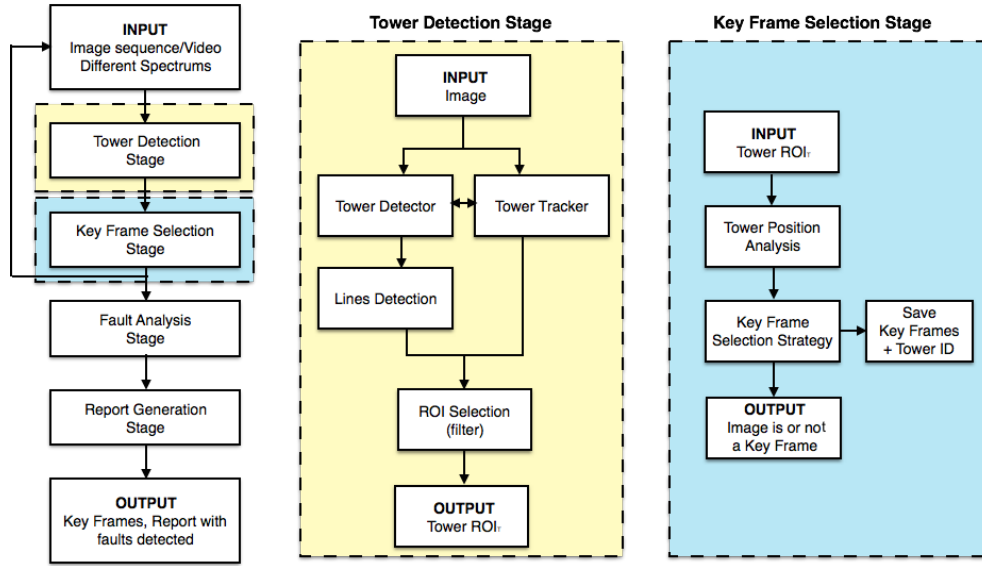 INPUT
Image sequence/Video
Different Spectrums
Tower Detection
Stage
Key Frame Selection
Stage
Fault Analysis
Stage
Report Generation
Stage
OUTPUT
Key Frames, Report with
faults detected
Tower Detection Stage
INPUT
Image
Tower Detector
Tower Tracker
Lines Detection
ROI Selection
(filter)
OUTPUT
Tower ROIT
Key Frame Selection Stage
INPUT
Tower ROIT
Tower Position
Analysis
Key Frame
Selection Strategy
Save
Key Frames
+ Tower ID
OUTPUT
Image is or not
a Key Frame